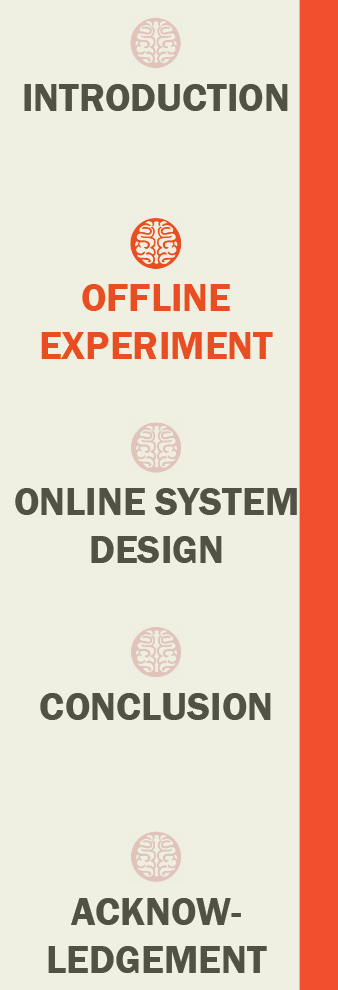 INTRODUCTION
OFFLINE
EXPERIMENT
ONLINE SYSTEM
DESIGN
CONCLUSION
ACKNOW-
LEDGEMENT